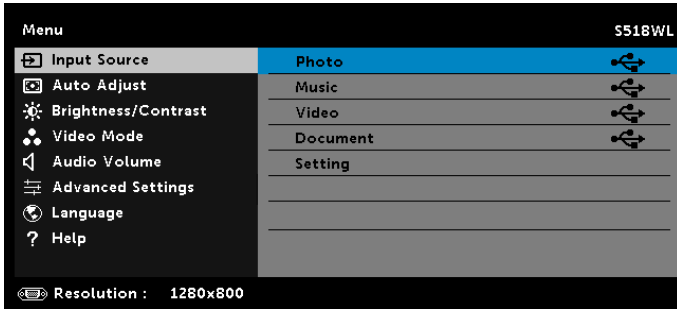 Menu S518WL
Input Source
Auto Adjust
Brightness/Contrast
Video Mode
Audio Volume
Advanced Settings
Language
? Help
Photo
Music
Video
Document
Setting
Resolution : 1280x800